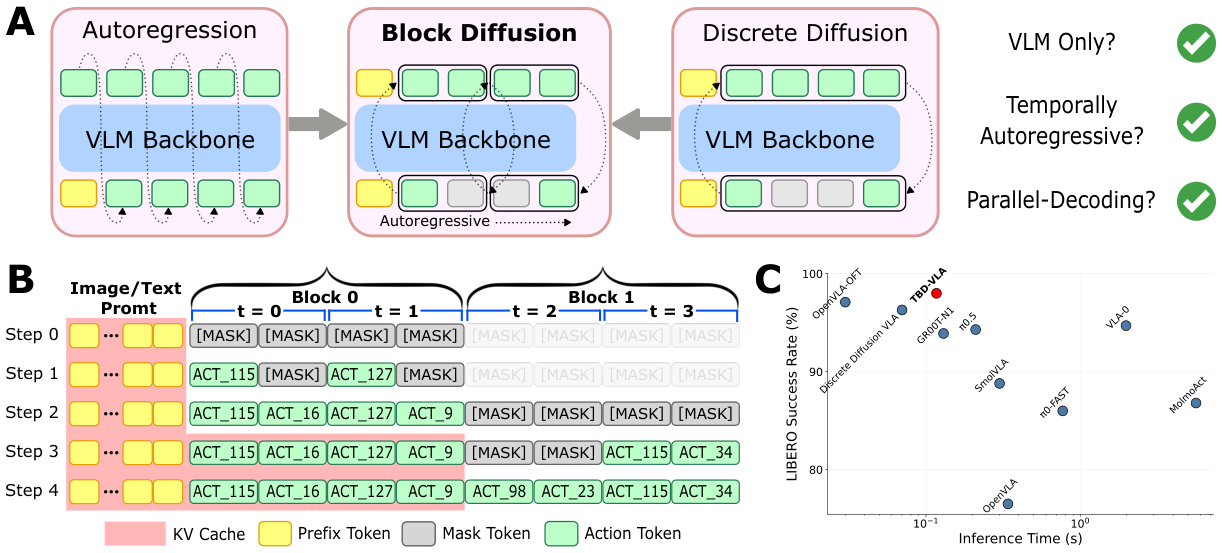 A
Autoregression
VLM Backbone
Block Diffusion
VLM Backbone
Autoregressive
Discrete Diffusion
VLM Backbone
VLM Only?
Temporally
Autoregressive?
Parallel-Decoding?
B
Image/Text
Promt
Block 0
Block 1
t = 0
t = 1
t = 2
t = 3
Step 0 ••• [MASK] [MASK] [MASK] [MASK] [MASK] [MASK] [MASK] [MASK]
Step 1 ••• ACT_115 [MASK] ACT_127 [MASK] [MASK] [MASK] [MASK] [MASK]
Step 2 ••• ACT_115 ACT_16 ACT_127 ACT_9 [MASK] [MASK] [MASK] [MASK]
Step 3 ••• ACT_115 ACT_16 ACT_127 ACT_9 [MASK] [MASK] ACT_115 ACT_34
Step 4 ••• ACT_115 ACT_16 ACT_127 ACT_9 ACT_98 ACT_23 ACT_115 ACT_34
KV Cache
Prefix Token
Mask Token
Action Token
C
LIBERO Success Rate (%)
100
90
80
OpenVLA-OFT
Discrete Diffusion VLA
TBD-VLA
GR00T-N1
π0.5
VLA-0
SmolVLA
π0-FAST
MolmoAct
OpenVLA
10⁻¹
10⁰
Inference Time (s)